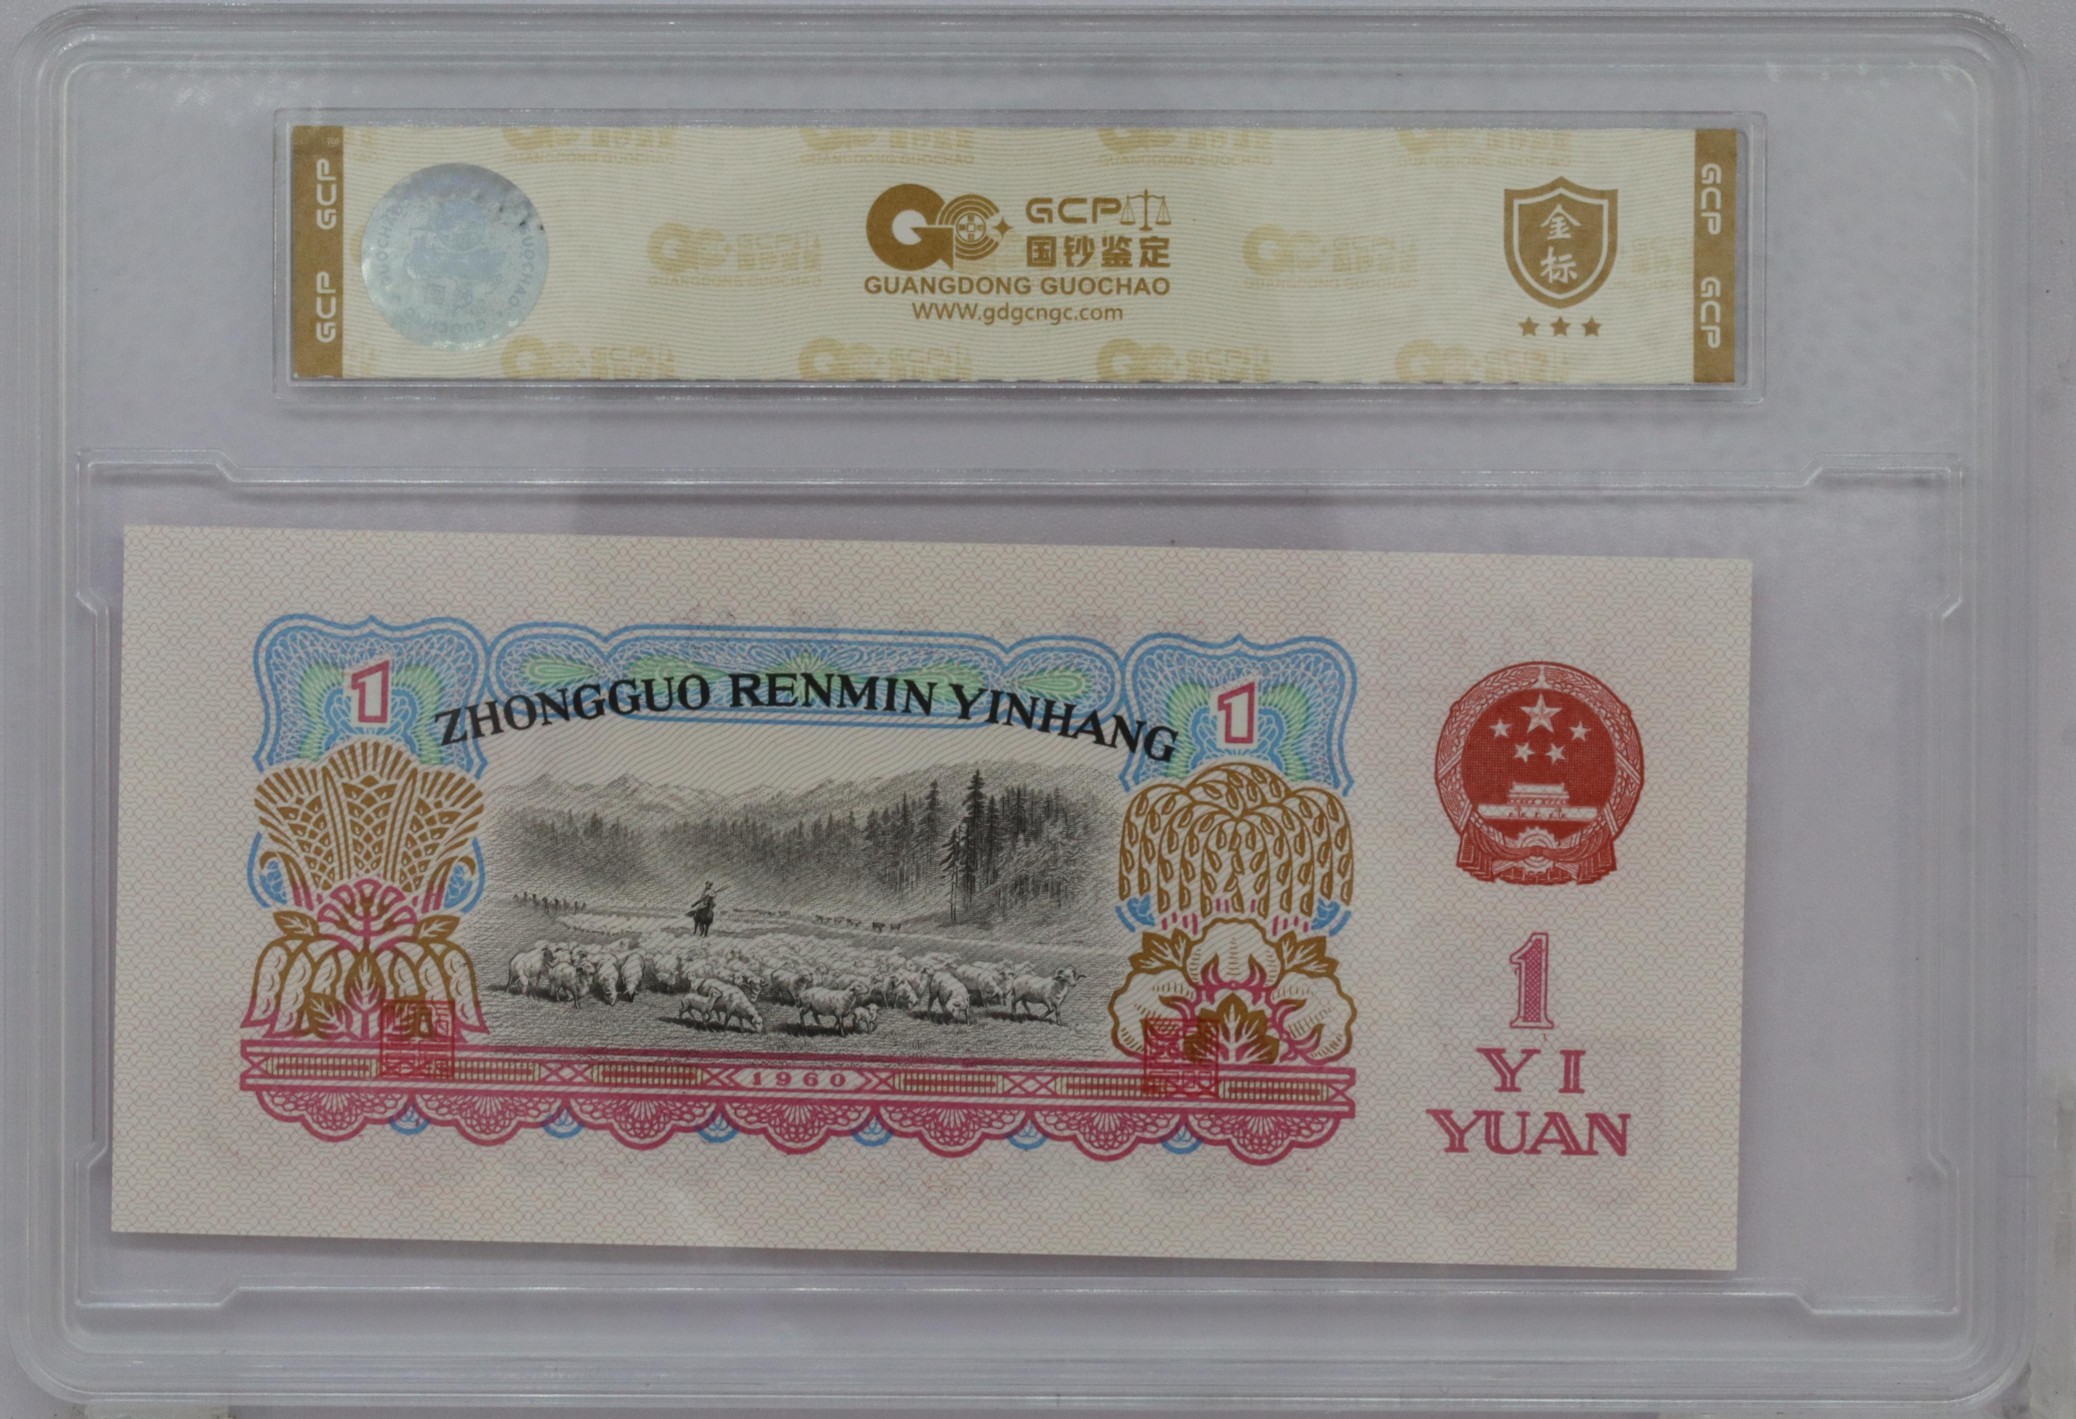 GCP
GCP
GCP
国钞鉴定
GUANGDONG GUOCHAO
www.gdgcngc.com
金
标
GCP
GCP
1
ZHONGGUO RENMIN YINHANG
1
1960
1
YI
YUAN